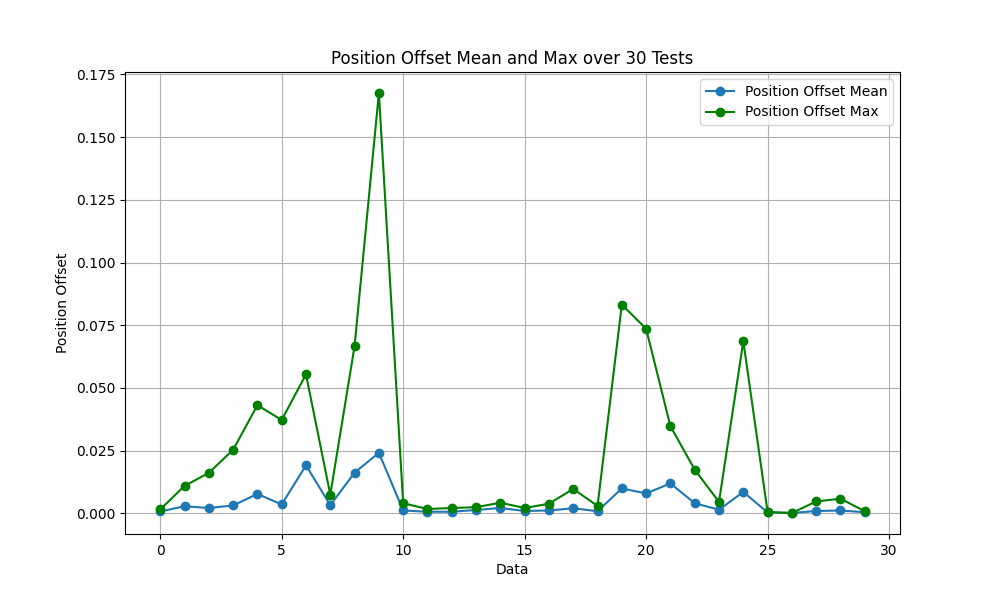 Position Offset Mean and Max over 30 Tests
Position Offset Mean
Position Offset Max
0.175
0.150
0.125
0.100
0.075
0.050
0.025
0.000
Position Offset
0 5 10 15 20 25 30
Data